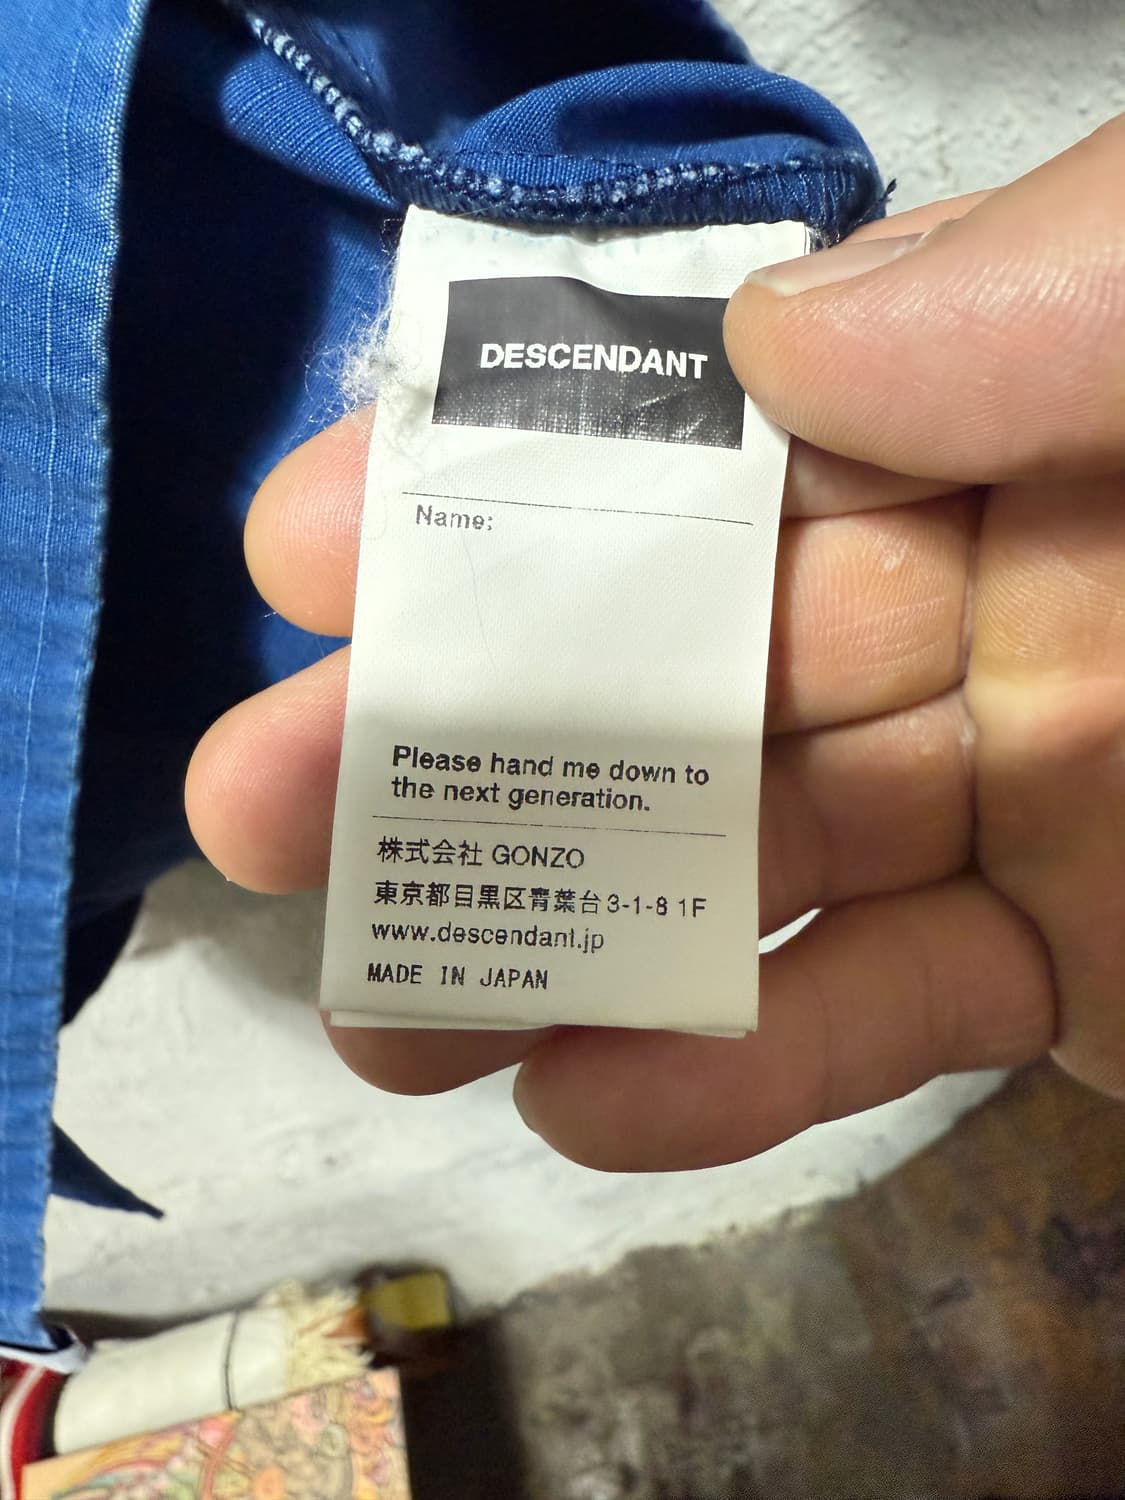 DESCENDANT
Name:
Please hand me down to
the next generation.
株式会社 GONZO
東京都目黒区青葉台3-1-8 1F
www.descendant.jp
MADE IN JAPAN